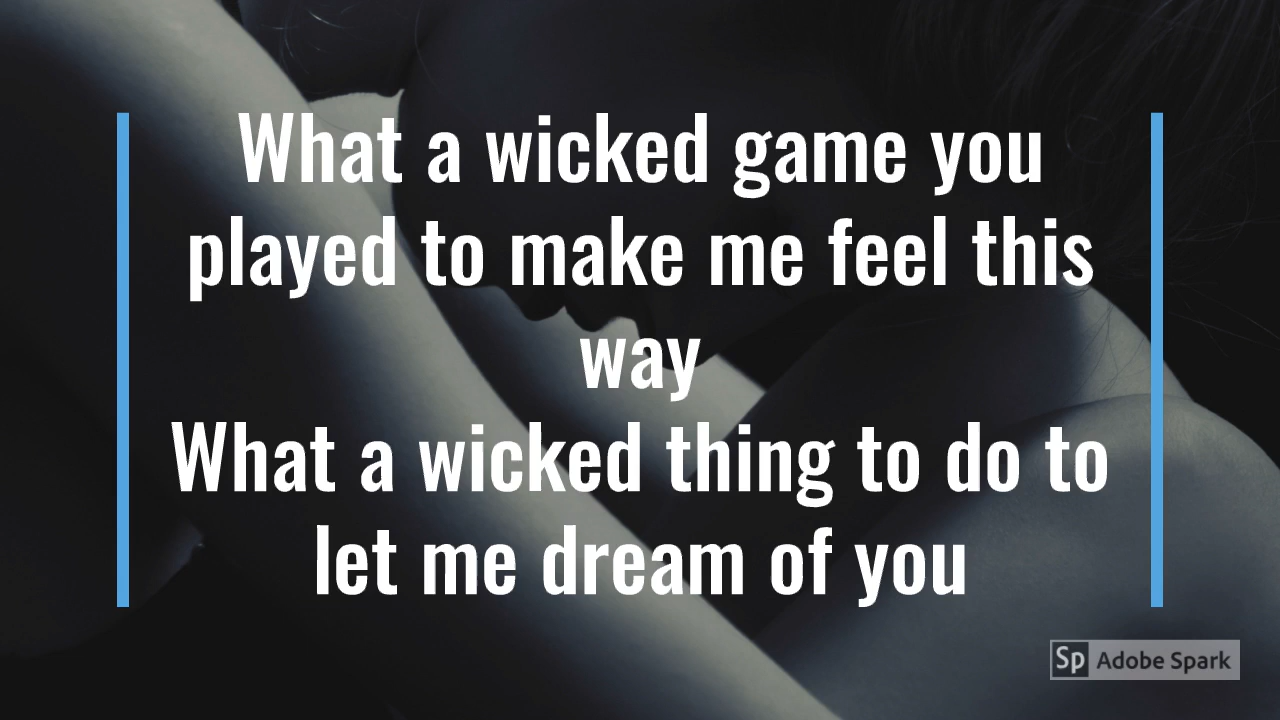 What a wicked game you
played to make me feel this
way
What a wicked thing to do to
let me dream of you
Sp Adobe Spark